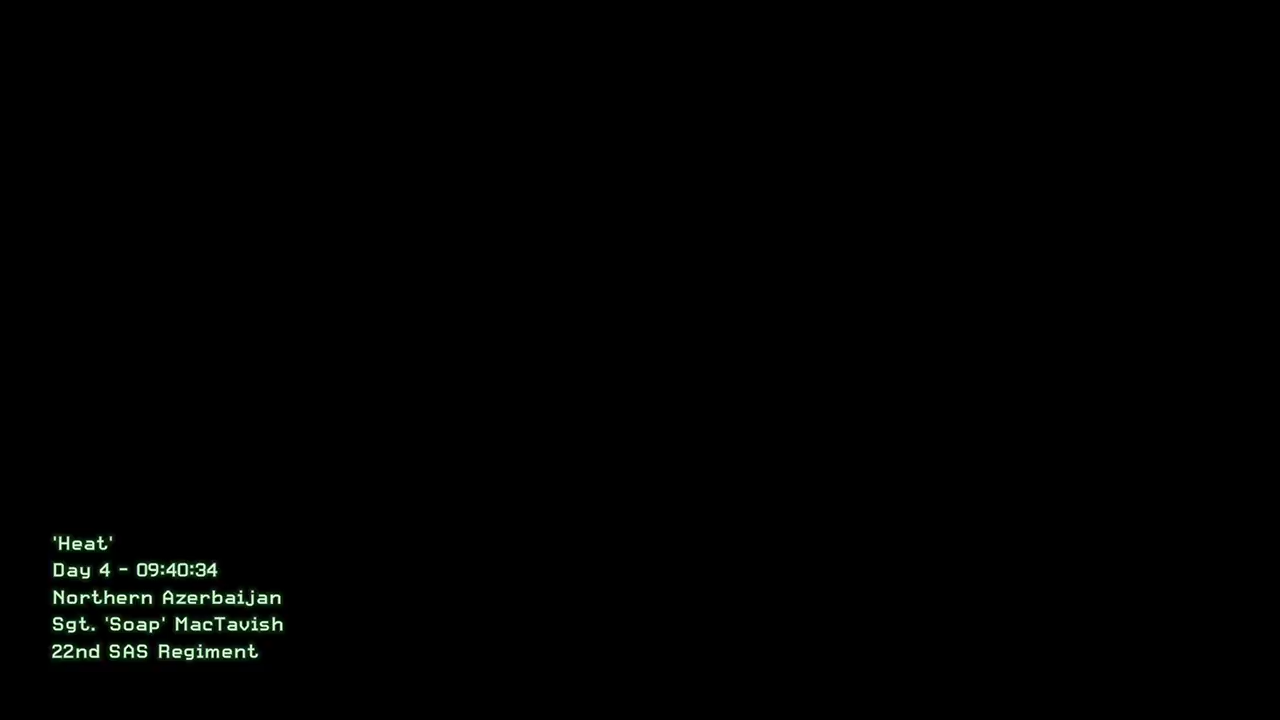 'Heat'
Day 4 - 09:40:34
Northern Azerbaijan
Sgt. 'Soap' MacTavish
22nd SAS Regiment